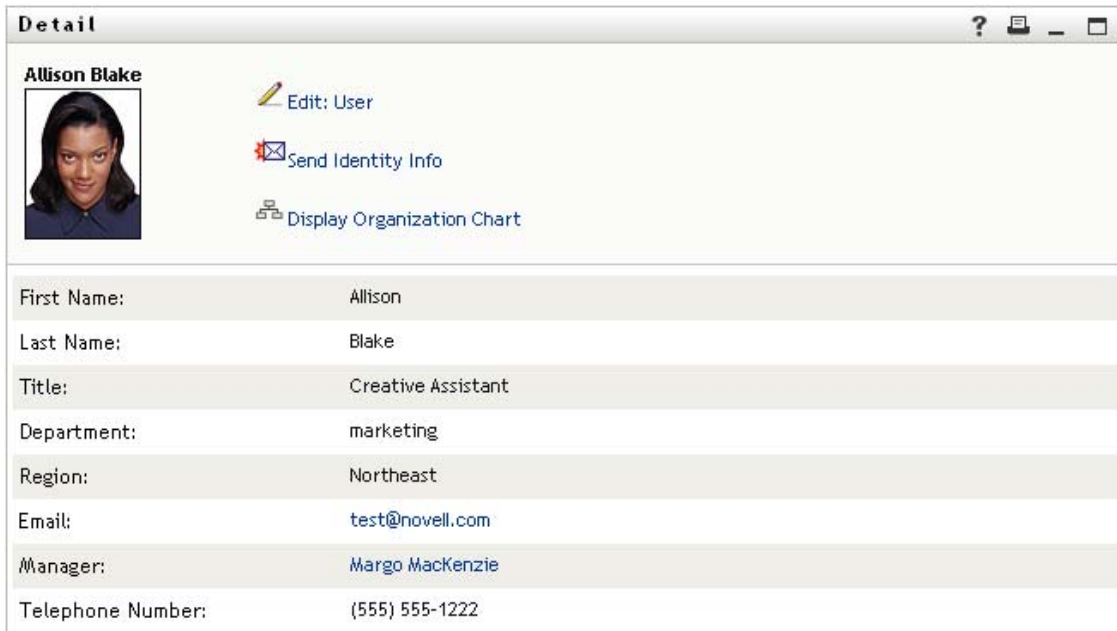 Detail
?
Allison Blake
Edit: User
Send Identity Info
Display Organization Chart
First Name: Allison
Last Name: Blake
Title: Creative Assistant
Department: marketing
Region: Northeast
Email: test@novell.com
Manager: Margo MacKenzie
Telephone Number: (555) 555-1222